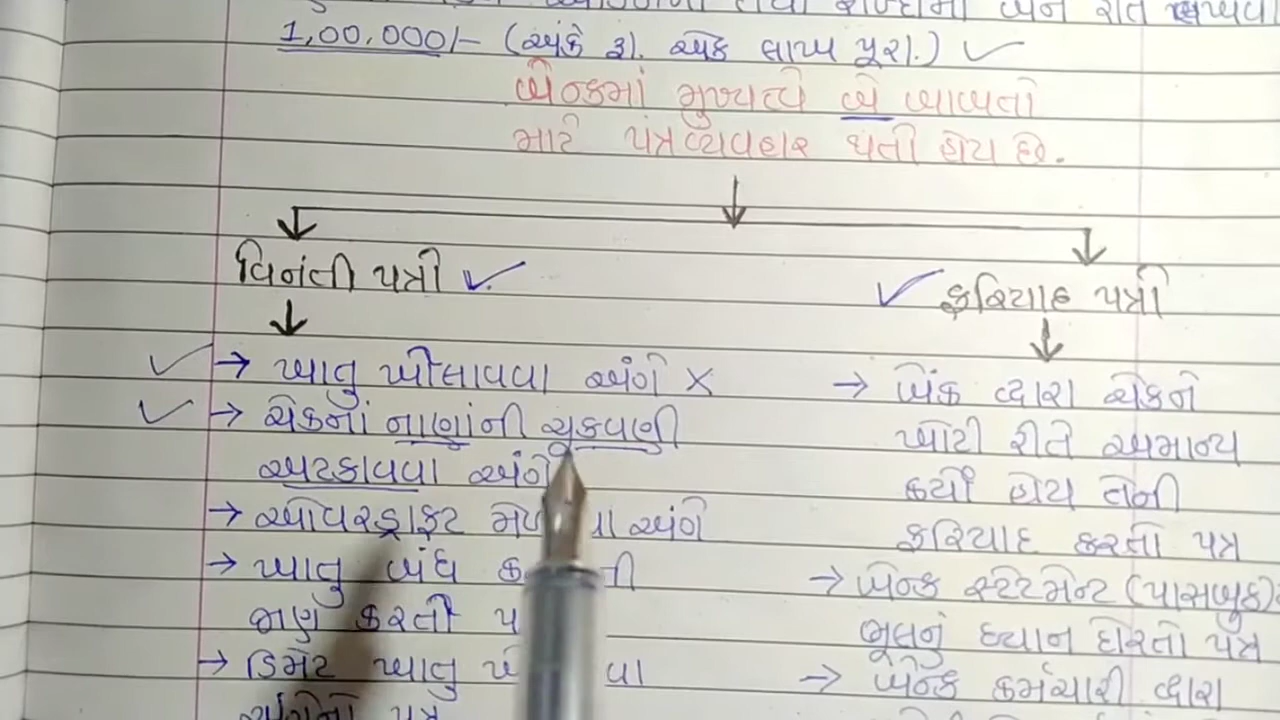 1,00,000/- (અંકે રૂા. એક લાખ પૂરા.)
બેન્કમાં મુખ્યત્વે બે બાબતો
માટે પત્રવ્યવહાર થતો હોય છે.
વિનંતી પત્રો
→ ખાતુ ખોલાવવા અંગે ×
→ ચેકનાં નાણાંની ચૂકવણી
અટકાવવા અંગે
→ ઓવરડ્રાફ્ટ અંગે
→ ખાતુ બંધ
જાણ કરતો
→ ડિમેટ ખાતુ
અંગેનો પત્ર
ફરિયાદ પત્રો
→ બેંક દ્વારા ચેકને
ખોટી રીતે અમાન્ય
કર્યો હોય તેની
ફરિયાદ કરતો પત્ર
→ બેન્ક સ્ટેટમેન્ટ (પાસબુક)
ભૂલનું ધ્યાન દોરતો પત્ર
→ બેન્ક કર્મચારી દ્વારા